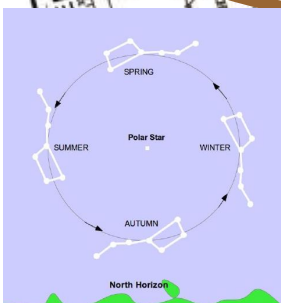 SPRING
Polar Star
SUMMER
WINTER
AUTUMN
North Horizon